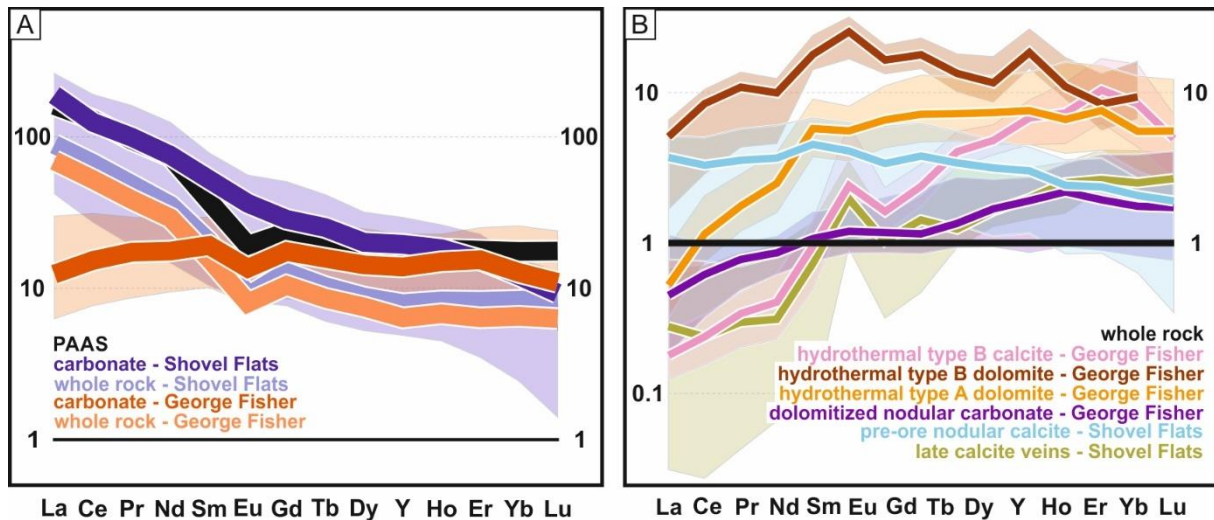 A
100
100
10
10
PAAS
carbonate - Shovel Flats
whole rock - Shovel Flats
carbonate - George Fisher
whole rock - George Fisher
1
1
La Ce Pr Nd Sm Eu Gd Tb Dy Y Ho Er Yb Lu
B
10
10
1
1
whole rock
hydrothermal type B calcite - George Fisher
hydrothermal type B dolomite - George Fisher
0.1
hydrothermal type A dolomite - George Fisher
dolomitized nodular carbonate - George Fisher
pre-ore nodular calcite - Shovel Flats
late calcite veins - Shovel Flats
La Ce Pr Nd Sm Eu Gd Tb Dy Y Ho Er Yb Lu